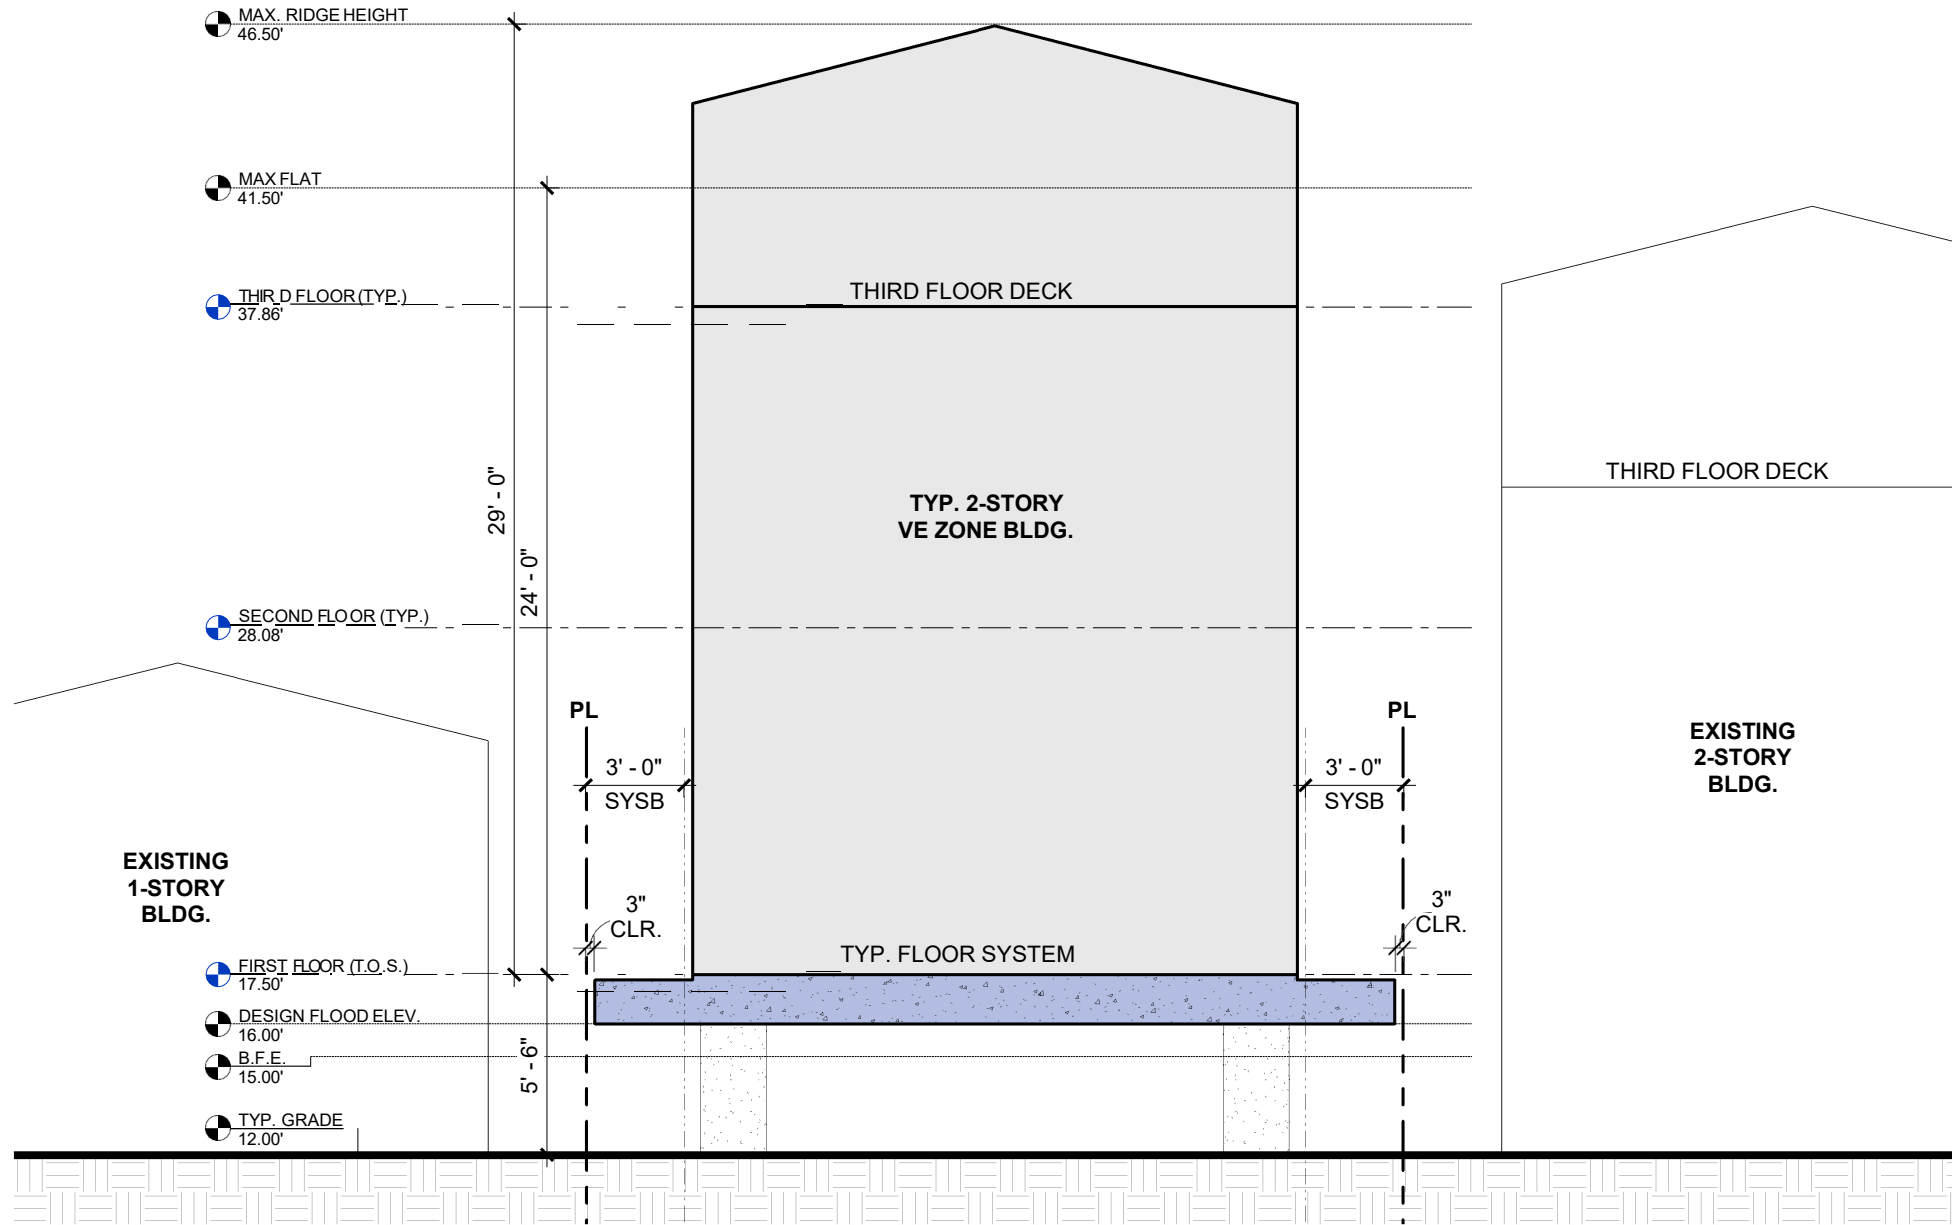 MAX. RIDGE HEIGHT
46.50'
MAX FLAT
41.50'
THIRD FLOOR (TYP.)
37.86'
THIRD FLOOR DECK
THIRD FLOOR DECK
29' - 0"
24' - 0"
TYP. 2-STORY
VE ZONE BLDG.
SECOND FLOOR (TYP.)
28.08'
PL
PL
3' - 0"
SYSB
3' - 0"
SYSB
EXISTING
2-STORY
BLDG.
EXISTING
1-STORY
BLDG.
3"
CLR.
3"
CLR.
TYP. FLOOR SYSTEM
FIRST FLOOR (T.O.S.)
17.50'
DESIGN FLOOD ELEV.
16.00'
B.F.E.
15.00'
5' - 6"
TYP. GRADE
12.00'